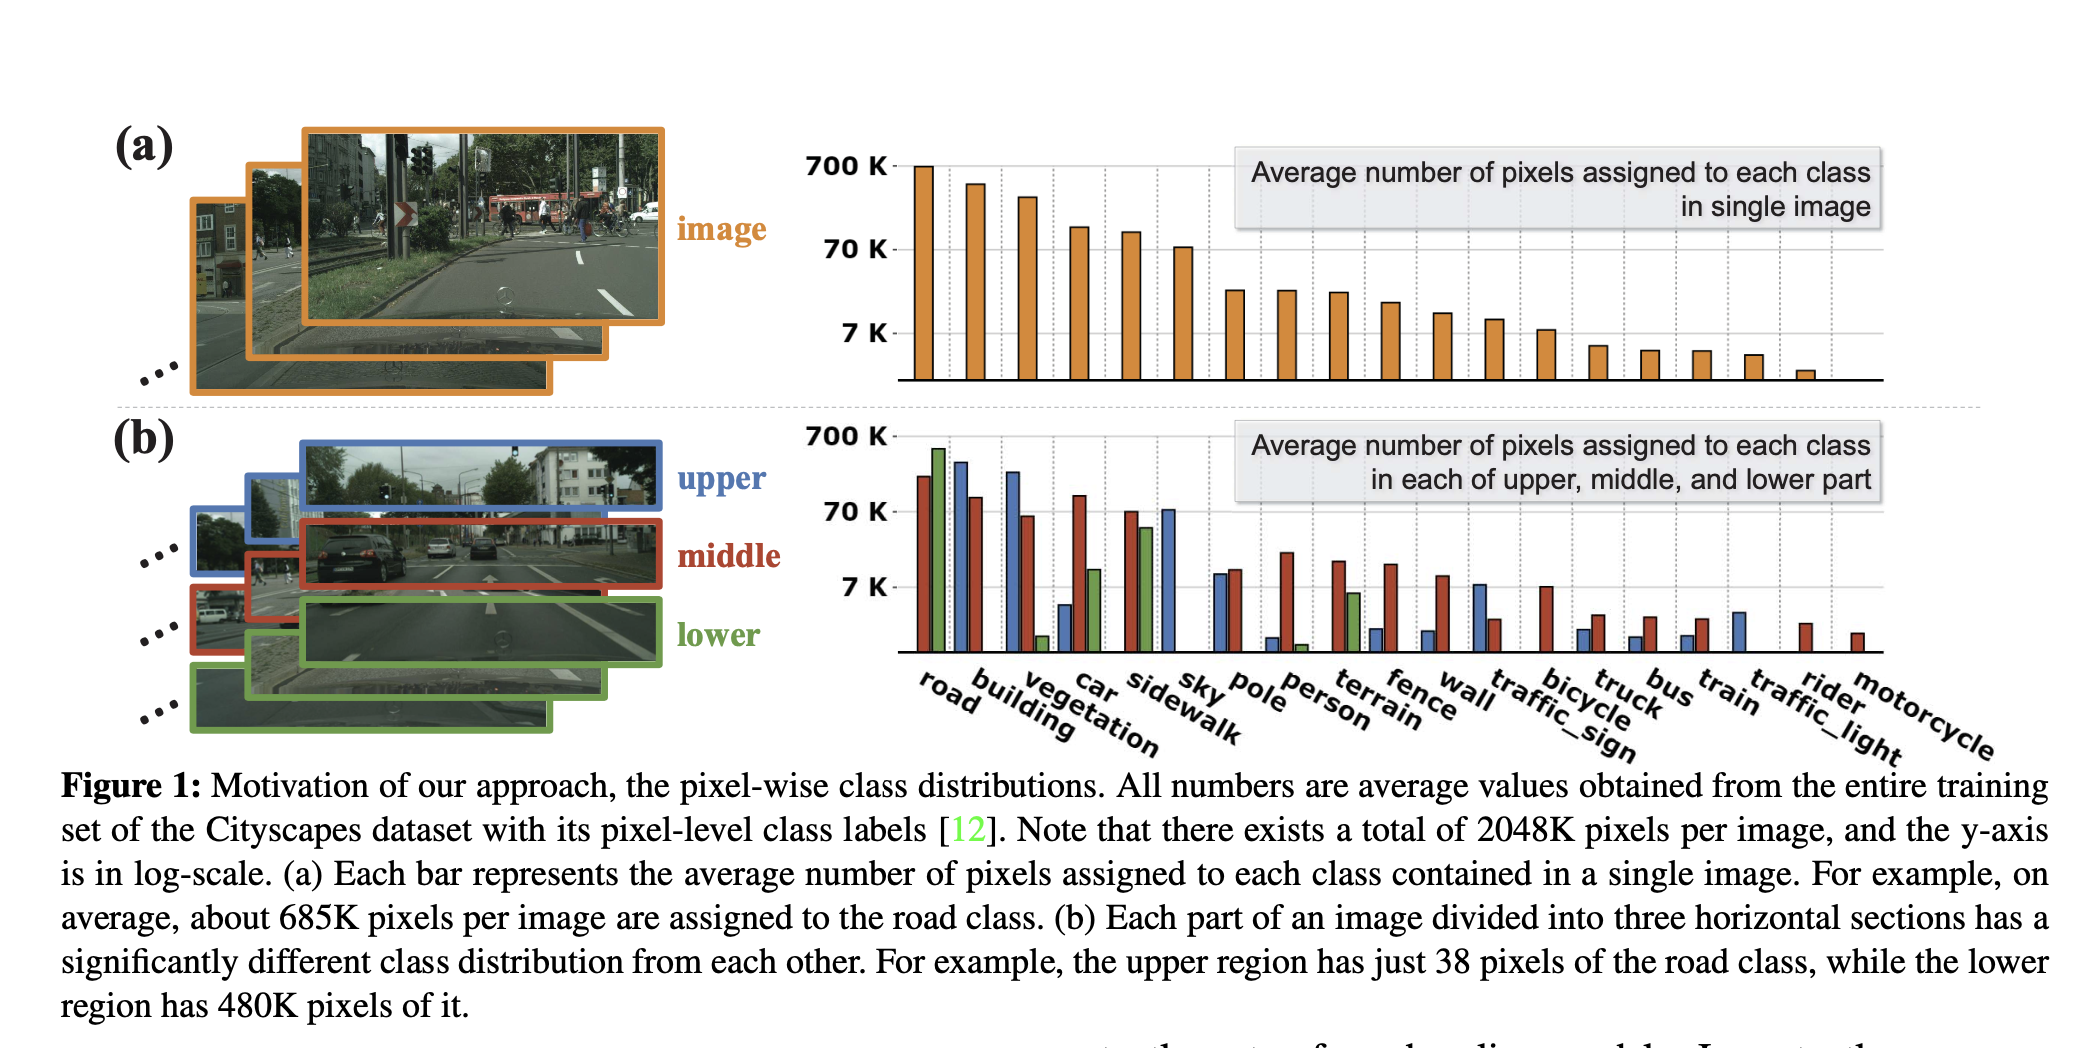 (a)
image
700 K
70 K
7 K
Average number of pixels assigned to each class
in single image
(b)
upper
middle
lower
700 K
70 K
7 K
Average number of pixels assigned to each class
in each of upper, middle, and lower part
road
building
vegetation
car
sidewalk
sky
pole
person
terrain
fence
wall
traffic_sign
bicycle
truck
bus
train
traffic_light
rider
motorcycle
Figure 1: Motivation of our approach, the pixel-wise class distributions. All numbers are average values obtained from the entire training
set of the Cityscapes dataset with its pixel-level class labels [12]. Note that there exists a total of 2048K pixels per image, and the y-axis
is in log-scale. (a) Each bar represents the average number of pixels assigned to each class contained in a single image. For example, on
average, about 685K pixels per image are assigned to the road class. (b) Each part of an image divided into three horizontal sections has a
significantly different class distribution from each other. For example, the upper region has just 38 pixels of the road class, while the lower
region has 480K pixels of it.